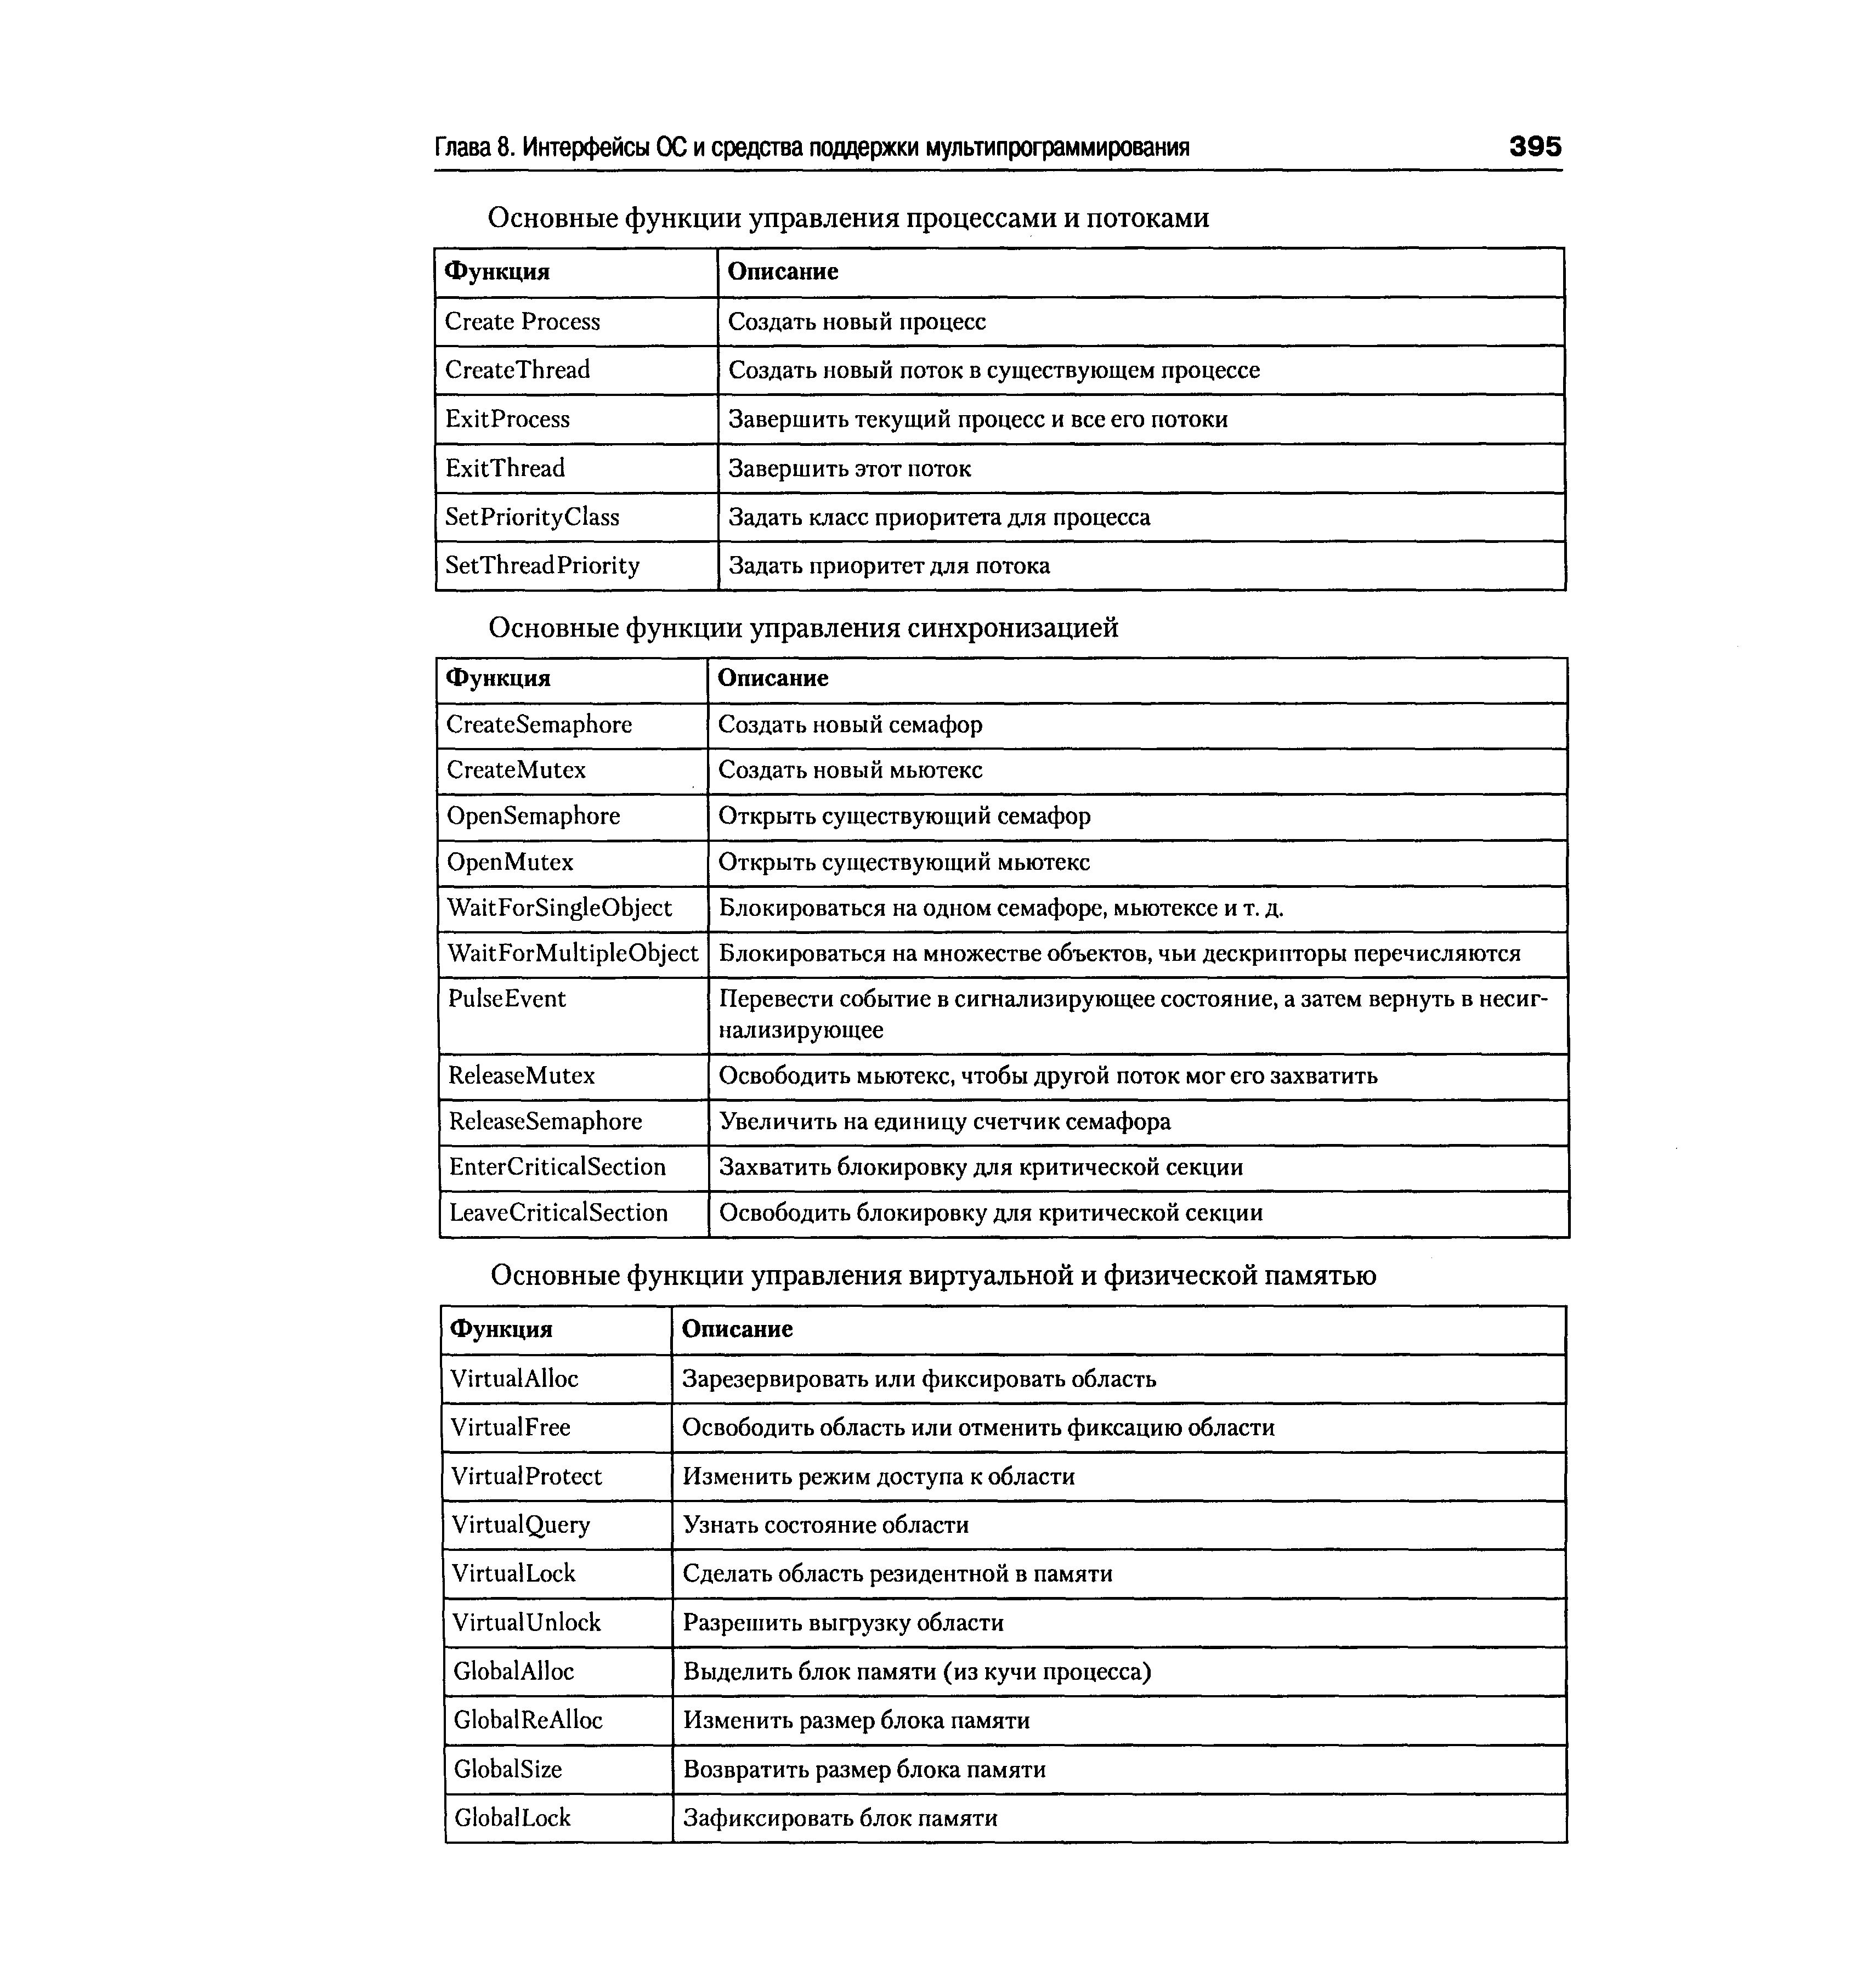 Глава 8. Интерфейсы ОС и средства поддержки мультипрограммирования 395
Основные функции управления процессами и потоками
Функция Описание
Create Process Создать новый процесс
CreateThread Создать новый поток в существующем процессе
ExitProcess Завершить текущий процесс и все его потоки
ExitThread Завершить этот поток
SetPriorityClass Задать класс приоритета для процесса
SetThreadPriority Задать приоритет для потока
Основные функции управления синхронизацией
Функция Описание
CreateSemaphore Создать новый семафор
CreateMutex Создать новый мьютекс
OpenSemaphore Открыть существующий семафор
OpenMutex Открыть существующий мьютекс
WaitForSingleObject Блокироваться на одном семафоре, мьютексе и т. д.
WaitForMultipleObject Блокироваться на множестве объектов, чьи дескрипторы перечисляются
PulseEvent Перевести событие в сигнализирующее состояние, а затем вернуть в несиг-
нализирующее
ReleaseMutex Освободить мьютекс, чтобы другой поток мог его захватить
ReleaseSemaphore Увеличить на единицу счетчик семафора
EnterCriticalSection Захватить блокировку для критической секции
LeaveCriticalSection Освободить блокировку для критической секции
Основные функции управления виртуальной и физической памятью
Функция Описание
VirtualAlloc Зарезервировать или фиксировать область
VirtualFree Освободить область или отменить фиксацию области
VirtualProtect Изменить режим доступа к области
VirtualQuery Узнать состояние области
VirtualLock Сделать область резидентной в памяти
VirtualUnlock Разрешить выгрузку области
GlobalAlloc Выделить блок памяти (из кучи процесса)
GlobalReAlloc Изменить размер блока памяти
GlobalSize Возвратить размер блока памяти
GlobalLock Зафиксировать блок памяти